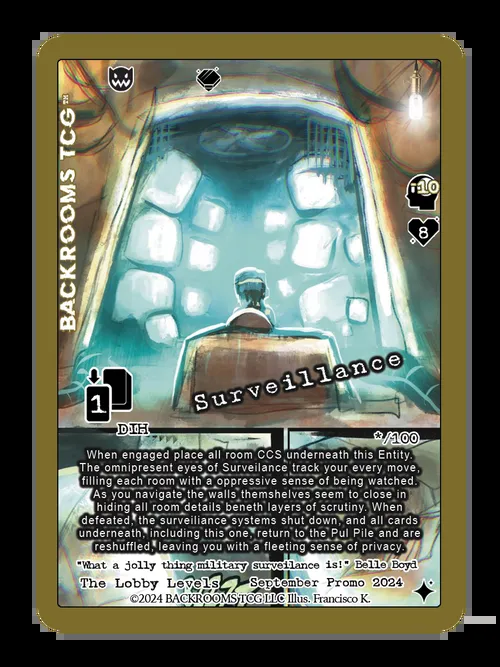 BACKROOMS TCG™
10
8
Surveillance
1
DIH
*/100
When engaged place all room CCS underneath this Entity.
The omnipresent eyes of Surveilance track your every move,
filling each room with a oppressive sense of being watched.
As you navigate the walls themshelves seem to close in
hiding all room details beneth layers of scrutiny. When
defeated, the surveiliance systems shut down, and all cards
underneath, including this one, return to the Pul Pile and are
reshuffled, leaving you with a fleeting sense of privacy.
"What a jolly thing military surveillance is!" Belle Boyd
The Lobby Levels September Promo 2024
©2024 BACKROOMS TCG LLC Illus. Francisco K.